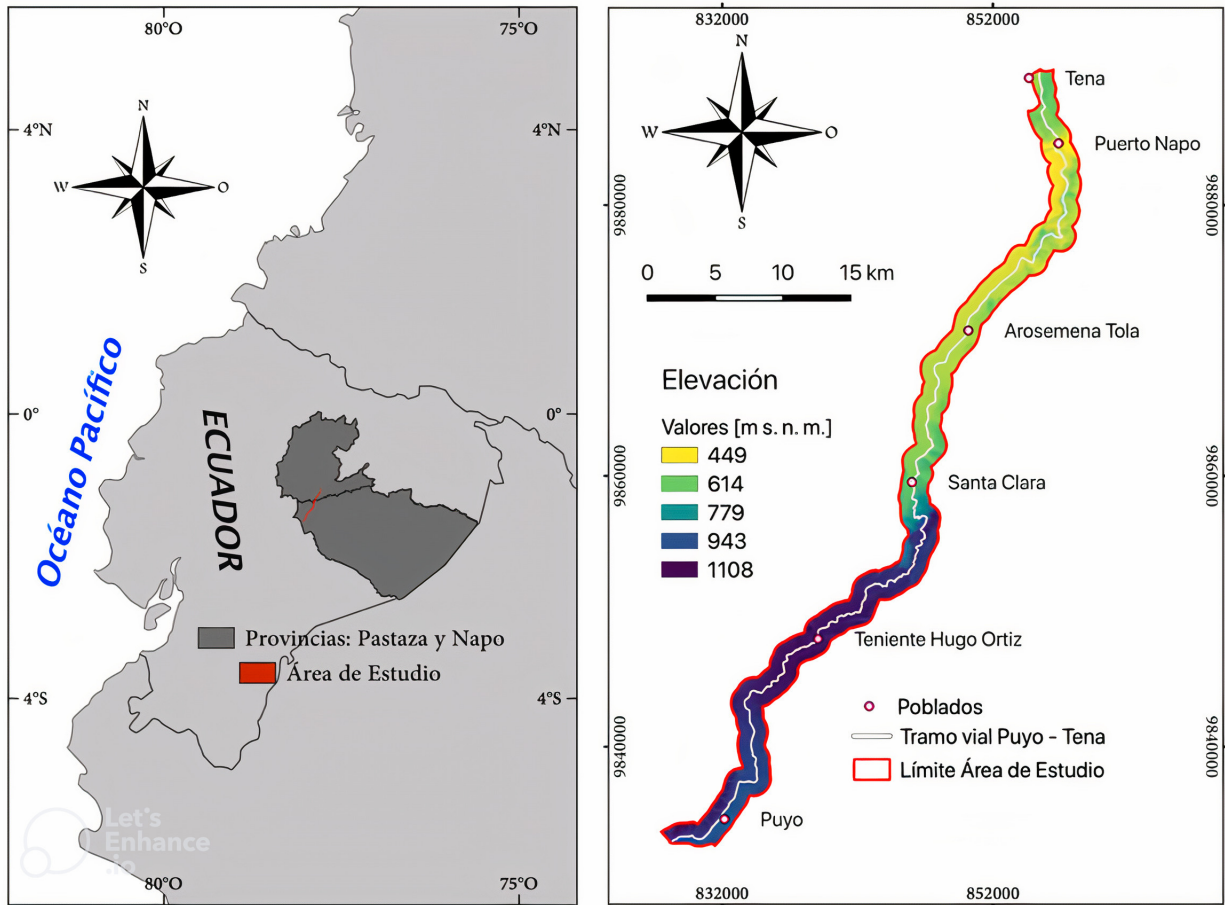 80°O
75°O
N
W
O
S
4°N
4°N
Océano Pacífico
0°
0°
ECUADOR
Provincias: Pastaza y Napo
Área de Estudio
4°S
4°S
Let's
Enhance
.io
80°O
75°O
832000
852000
N
W
O
S
Tena
Puerto Napo
9880000
9880000
0
5
10
15 km
Arosemena Tola
Elevación
Valores [m s. n. m.]
449
614
779
943
1108
9860000
9860000
Santa Clara
Teniente Hugo Ortiz
Poblados
Tramo vial Puyo - Tena
Límite Área de Estudio
9840000
9840000
Puyo
832000
852000